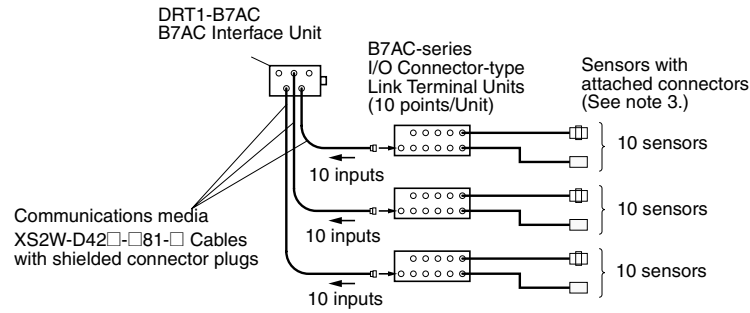 DRT1-B7AC
B7AC Interface Unit
B7AC-series
I/O Connector-type
Link Terminal Units
(10 points/Unit)
Sensors with
attached connectors
(See note 3.)
10 sensors
10 inputs
10 sensors
10 inputs
Communications media
XS2W-D42□-□81-□ Cables
with shielded connector plugs
10 sensors
10 inputs